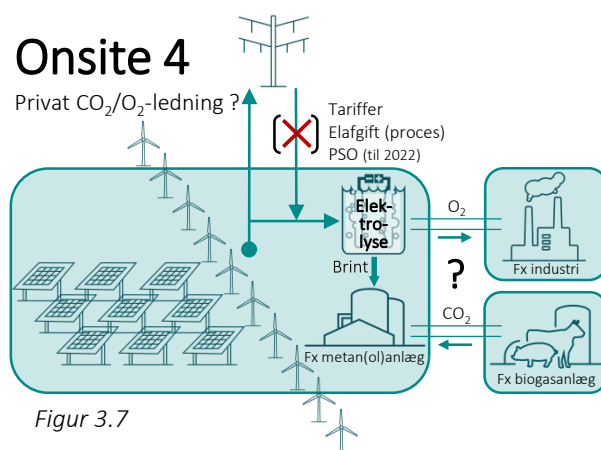 Onsite 4
Privat CO₂/O₂-ledning ?
Tariffer
Elafgift (proces)
PSO (til 2022)
Elek-
tro-
lyse
O₂
Fx industri
Brint
?
CO₂
Fx metan(ol)anlæg
Fx biogasanlæg
Figur 3.7